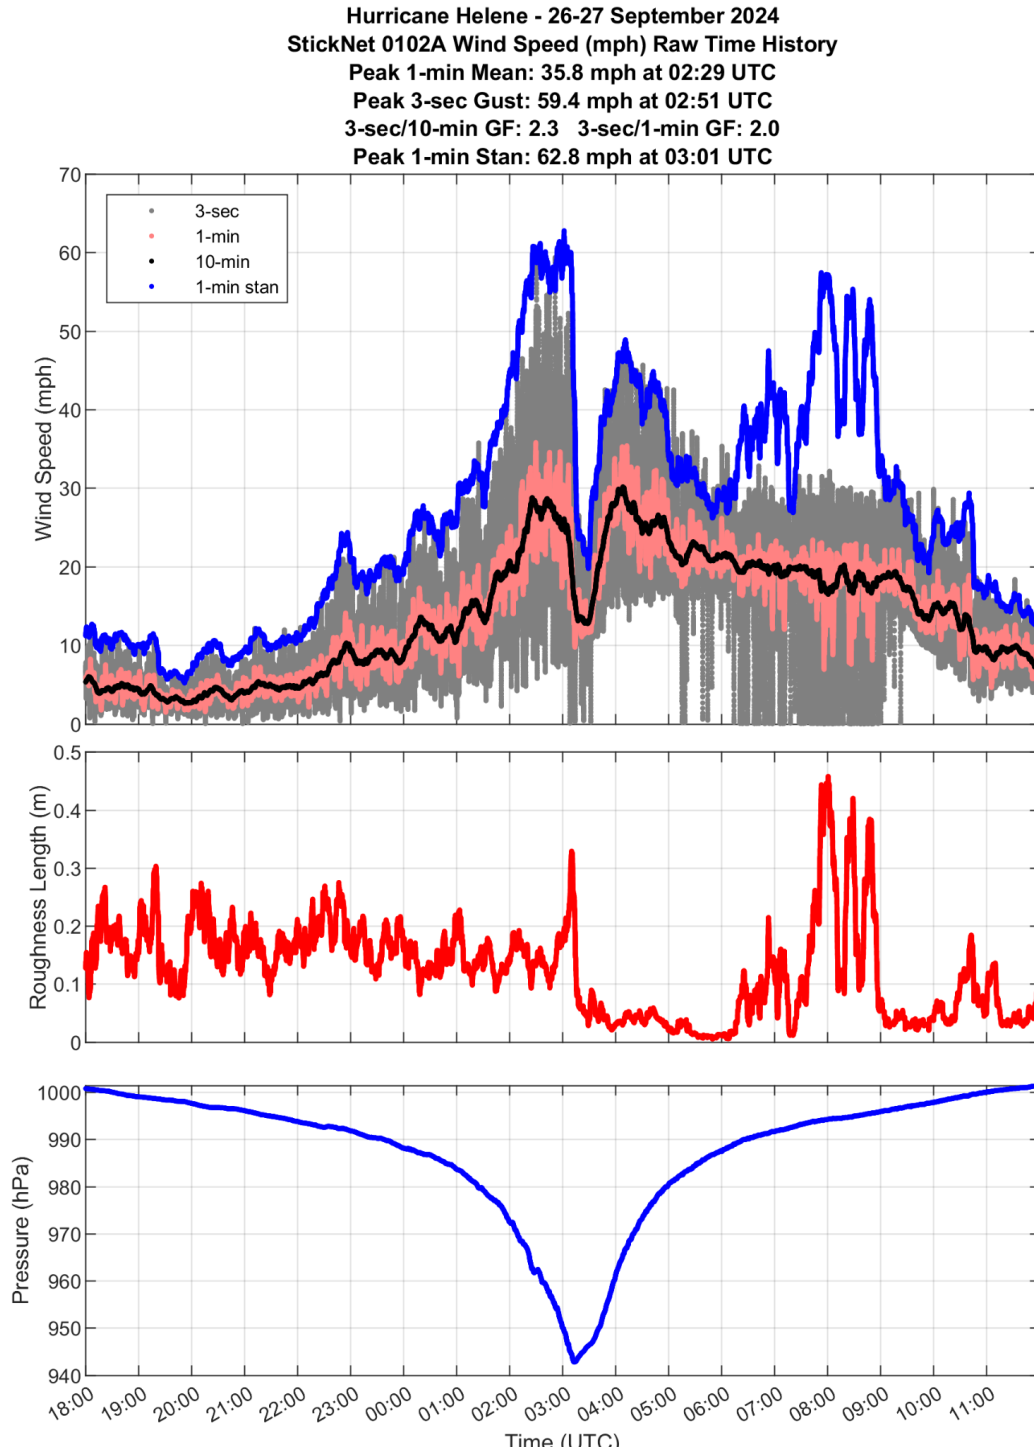 Hurricane Helene - 26-27 September 2024
StickNet 0102A Wind Speed (mph) Raw Time History
Peak 1-min Mean: 35.8 mph at 02:29 UTC
Peak 3-sec Gust: 59.4 mph at 02:51 UTC
3-sec/10-min GF: 2.3 3-sec/1-min GF: 2.0
Peak 1-min Stan: 62.8 mph at 03:01 UTC
70
60
50
40
30
20
10
0
Wind Speed (mph)
3-sec
1-min
10-min
1-min stan
0.5
0.4
0.3
0.2
0.1
0
Roughness Length (m)
1000
990
980
970
960
950
940
Pressure (hPa)
18:00 19:00 20:00 21:00 22:00 23:00 00:00 01:00 02:00 03:00 04:00 05:00 06:00 07:00 08:00 09:00 10:00 11:00
Time (UTC)